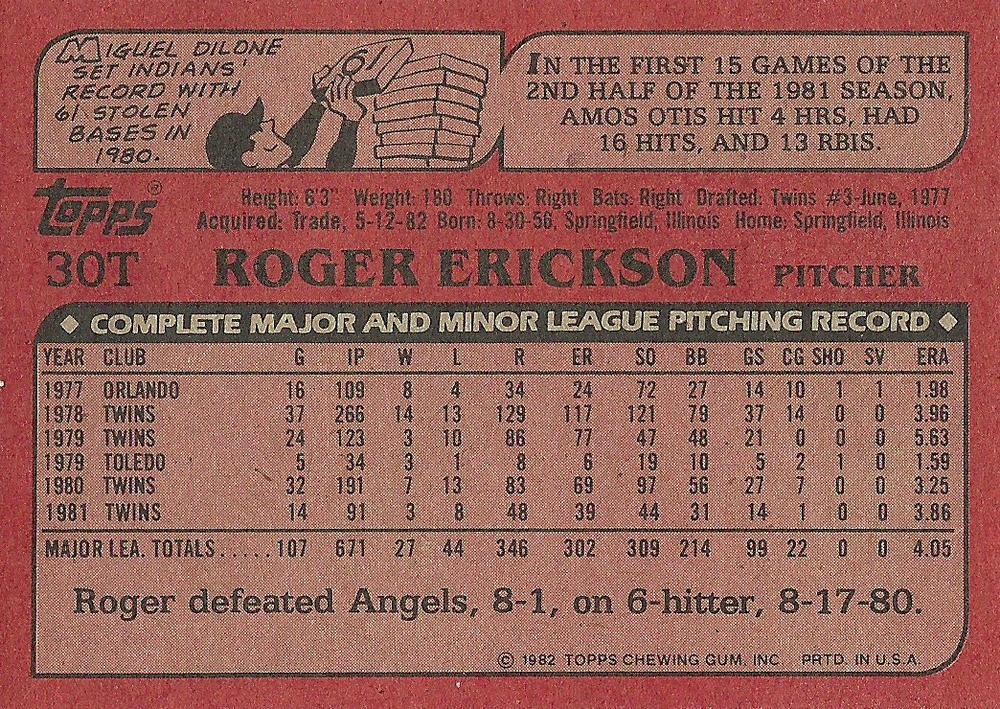 MIGUEL DILONE
SET INDIANS'
RECORD WITH
61 STOLEN
BASES IN
1980.
61
IN THE FIRST 15 GAMES OF THE
2ND HALF OF THE 1981 SEASON,
AMOS OTIS HIT 4 HRS, HAD
16 HITS, AND 13 RBIS.
Topps®
Height: 6'3" Weight: 180 Throws: Right Bats: Right Drafted: Twins #3-June, 1977
Acquired: Trade, 5-12-82 Born: 8-30-56, Springfield, Illinois Home: Springfield, Illinois
30T ROGER ERICKSON PITCHER
◆ COMPLETE MAJOR AND MINOR LEAGUE PITCHING RECORD ◆
YEAR CLUB G IP W L R ER SO BB GS CG SHO SV ERA
1977 ORLANDO 16 109 8 4 34 24 72 27 14 10 1 1 1.98
1978 TWINS 37 266 14 13 129 117 121 79 37 14 0 0 3.96
1979 TWINS 24 123 3 10 86 77 47 48 21 0 0 0 5.63
1979 TOLEDO 5 34 3 1 8 6 19 10 5 2 1 0 1.59
1980 TWINS 32 191 7 13 83 69 97 56 27 7 0 0 3.25
1981 TWINS 14 91 3 8 48 39 44 31 14 1 0 0 3.86
MAJOR LEA. TOTALS.....107 671 27 44 346 302 309 214 99 22 0 0 4.05
Roger defeated Angels, 8-1, on 6-hitter, 8-17-80.
© 1982 TOPPS CHEWING GUM, INC. PRTD. IN U.S.A.